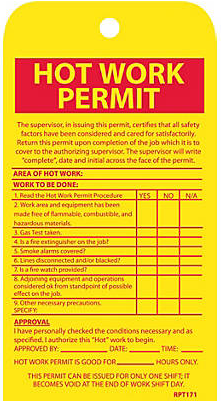 HOT WORK
PERMIT
The supervisor, in issuing this permit, certifies that all safety
factors have been considered and cared for satisfactorily.
Return this permit upon completion of the job which it is to
cover to the authorizing supervisor. The supervisor will write
"complete", date and initial across the face of the permit.
AREA OF HOT WORK:
WORK TO BE DONE:
1. Read the Hot Work Permit Procedure YES NO N/A
2. Work area and equipment has been
made free of flammable, combustible, and
hazardous materials.
3. Gas Test taken.
4. Is a fire extingusher on the job?
5. Smoke alarms covered?
6. Lines disconnected and/or blacked?
7. Is a fire watch provided?
8. Adjoining equipment and operations
considered ok from standpoint of possible
effect on the job.
9. Other necessary precautions.
SPECIFY:
APPROVAL
I have personally checked the conditions necessary and as
specified. I authorize this "Hot" work to begin.
APPROVED BY: DATE: TIME:
HOT WORK PERMIT IS GOOD FOR HOURS ONLY.
THIS PERMIT CAN BE ISSUED FOR ONLY ONE SHIFT; IT
BECOMES VOID AT THE END OF WORK SHIFT DAY.
RPT171